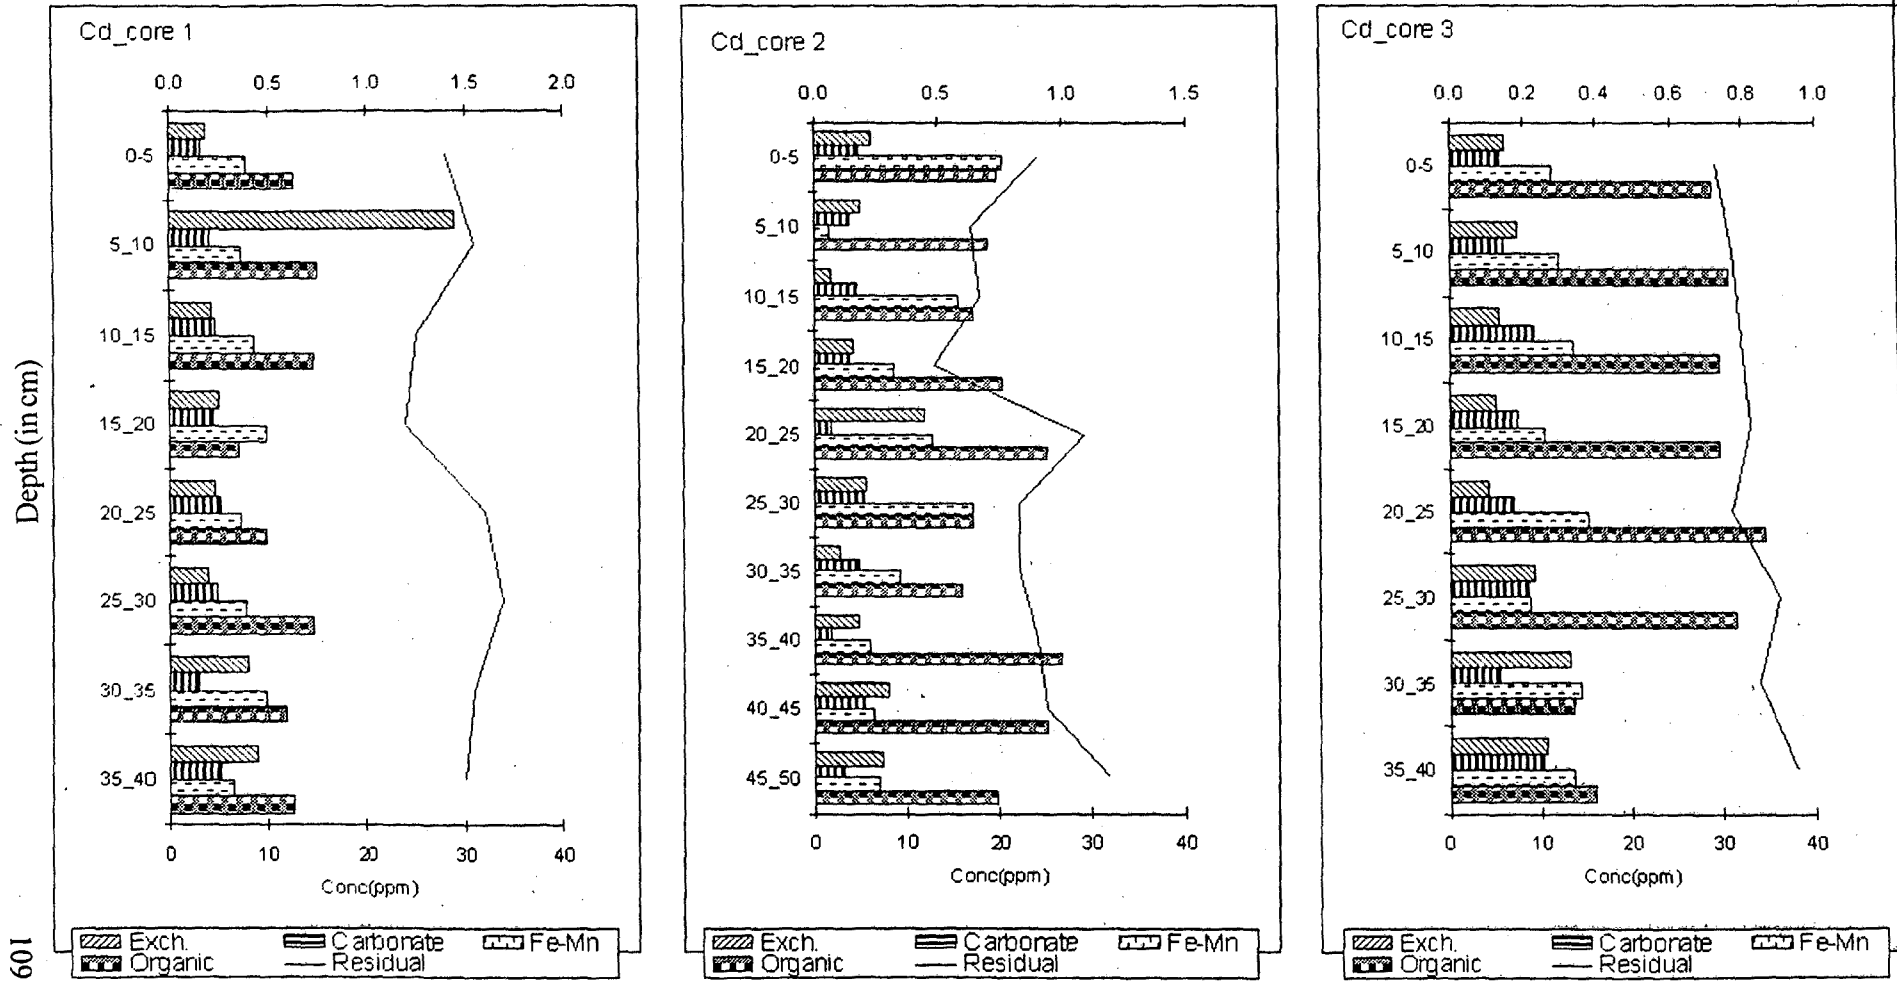 Depth (in cm)
109
Cd_core 1
0.0 0.5 1.0 1.5 2.0
0-5
5_10
10_15
15_20
20_25
25_30
30_35
35_40
0 10 20 30 40
Conc(ppm)
Exch. Carbonate Fe-Mn
Organic Residual
Cd_core 2
0.0 0.5 1.0 1.5
0-5
5_10
10_15
15_20
20_25
25_30
30_35
35_40
40_45
45_50
0 10 20 30 40
Conc(ppm)
Exch. Carbonate Fe-Mn
Organic Residual
Cd_core 3
0.0 0.2 0.4 0.6 0.8 1.0
0-5
5_10
10_15
15_20
20_25
25_30
30_35
35_40
0 10 20 30 40
Conc(ppm)
Exch. Carbonate Fe-Mn
Organic Residual